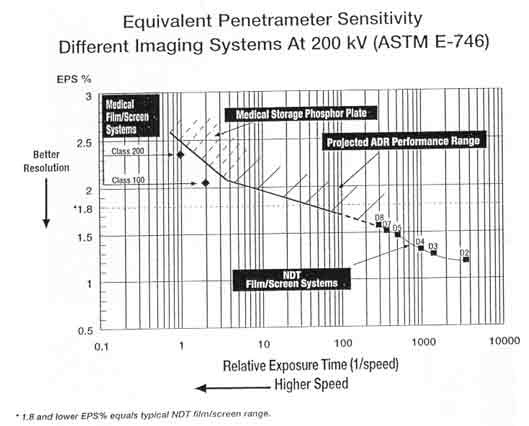 Equivalent Penetrameter Sensitivity
Different Imaging Systems At 200 kV (ASTM E-746)
EPS %
3
Medical
Film/Screen
Systems
Medical Storage Phosphor Plate
2.5
Class 200
Projected ADR Performance Range
Better
Resolution
Class 100
2
*1.8
D8
D7
D5
1.5
D4
D3
D2
NDT
Film/Screen Systems
1
0.5
0.1
1
10
100
1000
10000
Relative Exposure Time (1/speed)
Higher Speed
* 1.8 and lower EPS% equals typical NDT film/screen range.